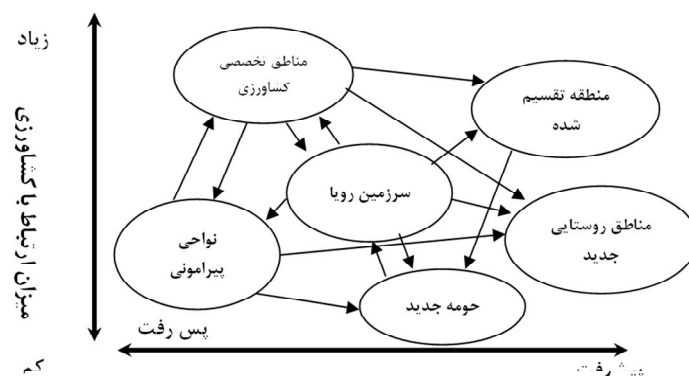 زیاد
مناطق تخصصی
کشاورزی
منطقه تقسیم
شده
سرزمین رویا
مناطق روستایی
جدید
نواحی
پیرامونی
حومه جدید
میزان ارتباط با کشاورزی
پس رفت